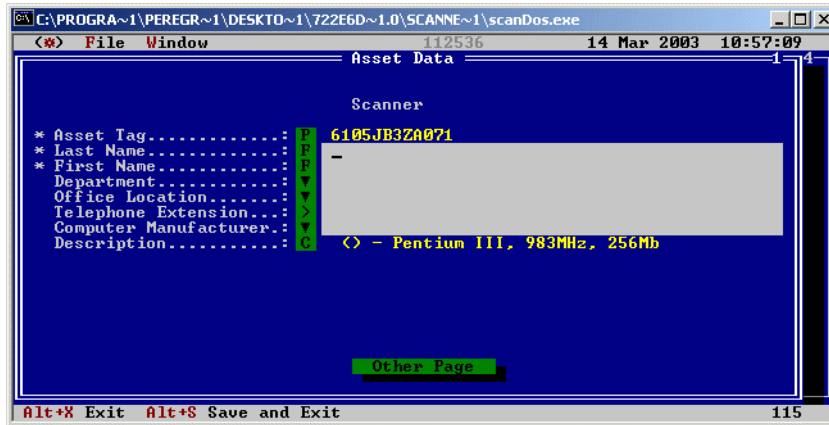 C:\PROGRA~1\PEREGR~1\DESKTO~1\722E6D~1.0\SCANNE~1\scanDos.exe
(*) File Window 112536 14 Mar 2003 10:57:09
Asset Data 1 4
Scanner
* Asset Tag.............: P 6105JB3ZA071
* Last Name.............: F _
* First Name............: F
Department............: ▼
Office Location.......: ▼
Telephone Extension...: >
Computer Manufacturer.: ▼
Description...........: C <> - Pentium III, 983MHz, 256Mb
Other Page
Alt+X Exit Alt+S Save and Exit 115